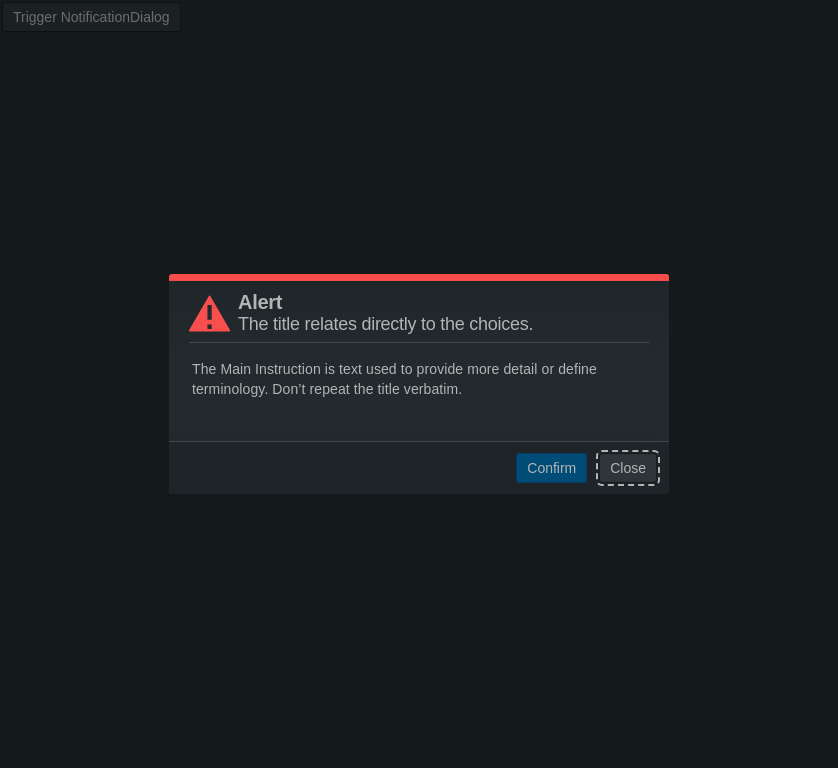 Trigger NotificationDialog
Alert
The title relates directly to the choices.
The Main Instruction is text used to provide more detail or define
terminology. Don’t repeat the title verbatim.
Confirm
Close